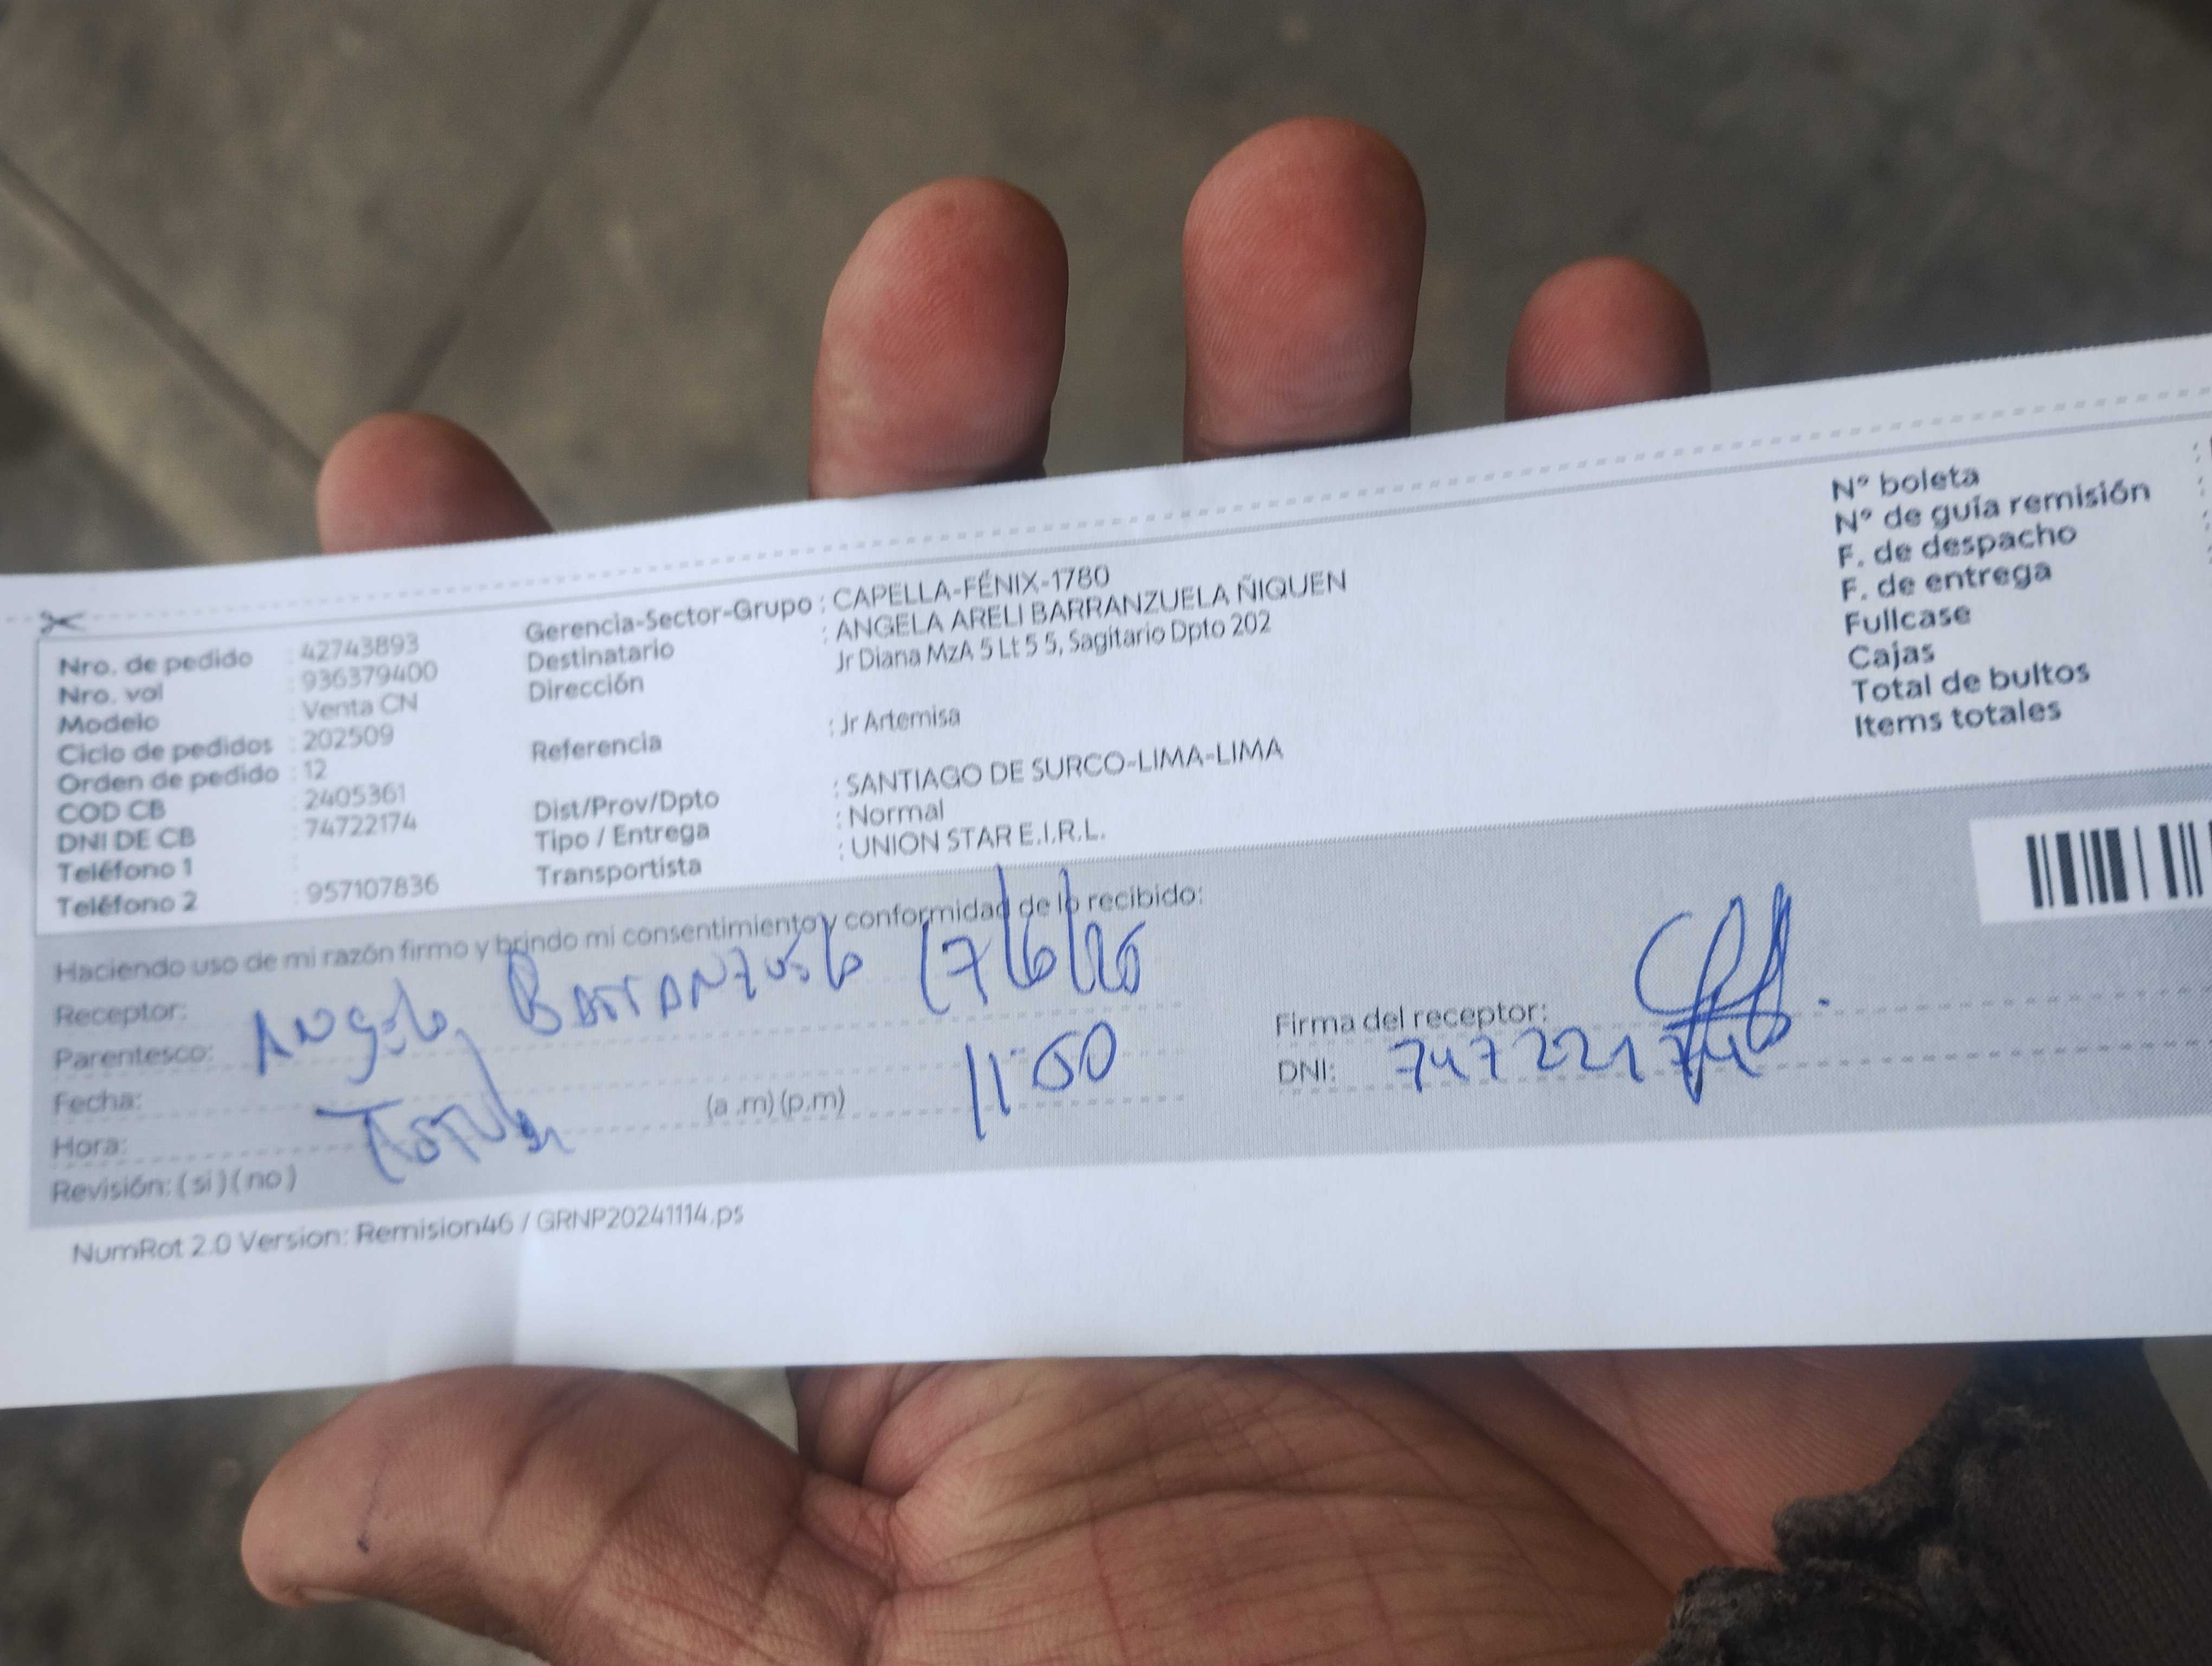 Nro. de pedido : 42743893
Nro. vol : 936379400
Modelo : Venta CN
Ciclo de pedidos : 202509
Orden de pedido : 12
COD CB : 2405361
DNI DE CB : 74722174
Teléfono 1 :
Teléfono 2 : 957107836
Gerencia-Sector-Grupo : CAPELLA-FÉNIX-1780
Destinatario : ANGELA ARELI BARRANZUELA ÑIQUEN
Dirección Jr Diana MzA 5 Lt 5 5, Sagitario Dpto 202
Referencia : Jr Artemisa
Dist/Prov/Dpto : SANTIAGO DE SURCO-LIMA-LIMA
Tipo / Entrega : Normal
Transportista : UNION STAR E.I.R.L.
N° boleta :
N° de guía remisión :
F. de despacho :
F. de entrega :
Fullcase
Cajas
Total de bultos
Items totales
Haciendo uso de mi razón firmo y brindo mi consentimiento y conformidad de lo recibido:
Receptor: Angela Barranzuela
Parentesco:
Fecha:
Hora: (a .m) (p.m) 11:50
Revisión: ( si ) ( no )
Firma del receptor:
DNI: 74722174
NumRot 2.0 Version: Remision46 / GRNP20241114.ps